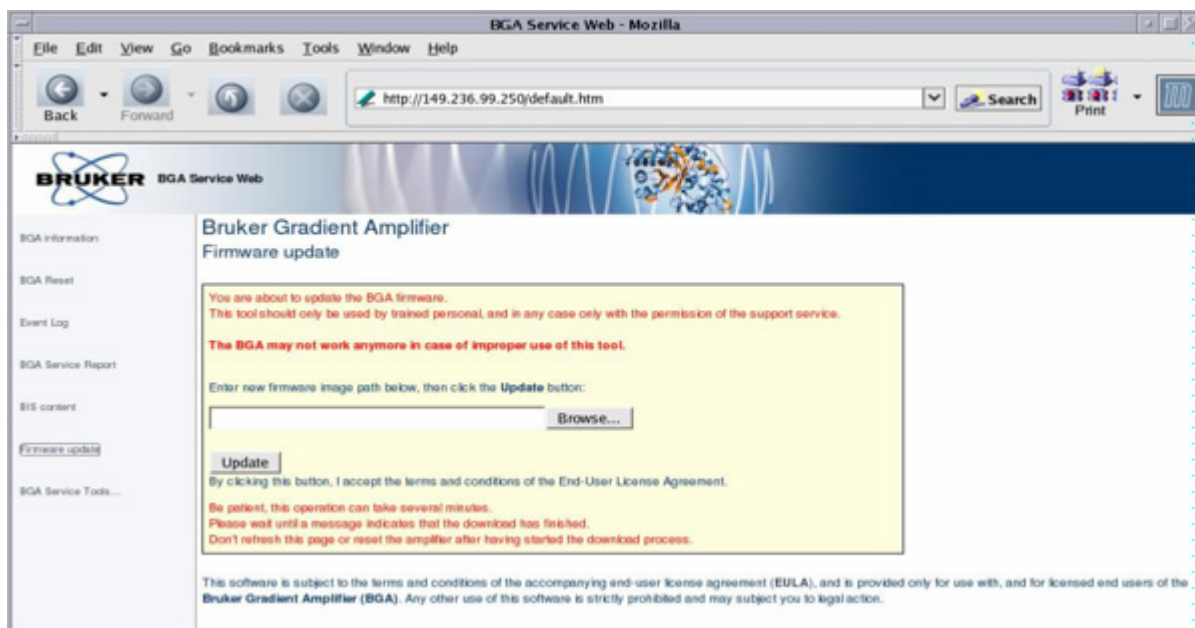 BGA Service Web - Mozilla
File Edit View Go Bookmarks Tools Window Help
http://149.236.99.250/default.htm
Search
Back Forward Print
BRUKER BGA Service Web
Bruker Gradient Amplifier
Firmware update
BGA information
BGA Reset
Event Log
BGA Service Report
BIS content
Firmware update
BGA Service Tools...
You are about to update the BGA firmware.
This tool should only be used by trained personal, and in any case only with the permission of the support service.
The BGA may not work anymore in case of improper use of this tool.
Enter new firmware image path below, then click the Update button:
Browse...
Update
By clicking this button, I accept the terms and conditions of the End-User License Agreement.
Be patient, this operation can take several minutes.
Please wait until a message indicates that the download has finished.
Don't refresh this page or reset the amplifier after having started the download process.
This software is subject to the terms and conditions of the accompanying end-user license agreement (EULA), and is provided only for use with, and for licensed end users of the
Bruker Gradient Amplifier (BGA). Any other use of this software is strictly prohibited and may subject you to legal action.